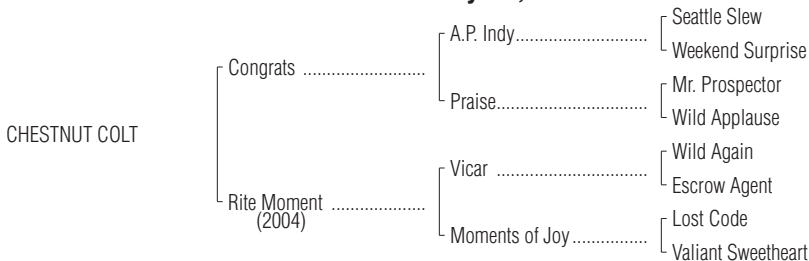 Seattle Slew
A.P. Indy
Weekend Surprise
Congrats
Mr. Prospector
Praise
Wild Applause
CHESTNUT COLT
Wild Again
Vicar
Escrow Agent
Rite Moment
(2004)
Lost Code
Moments of Joy
Valiant Sweetheart